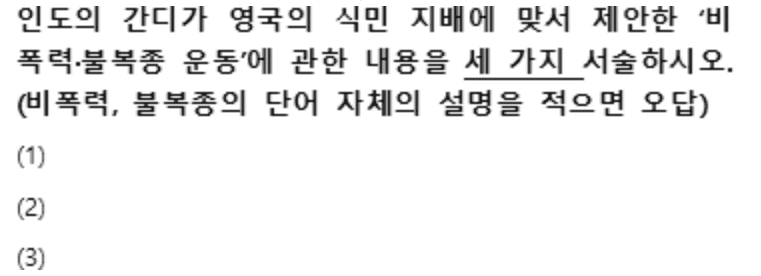 인도의 간디가 영국의 식민 지배에 맞서 제안한 ‘비
폭력·불복종 운동’에 관한 내용을 세 가지 서술하시오.
(비폭력, 불복종의 단어 자체의 설명을 적으면 오답)
(1)
(2)
(3)